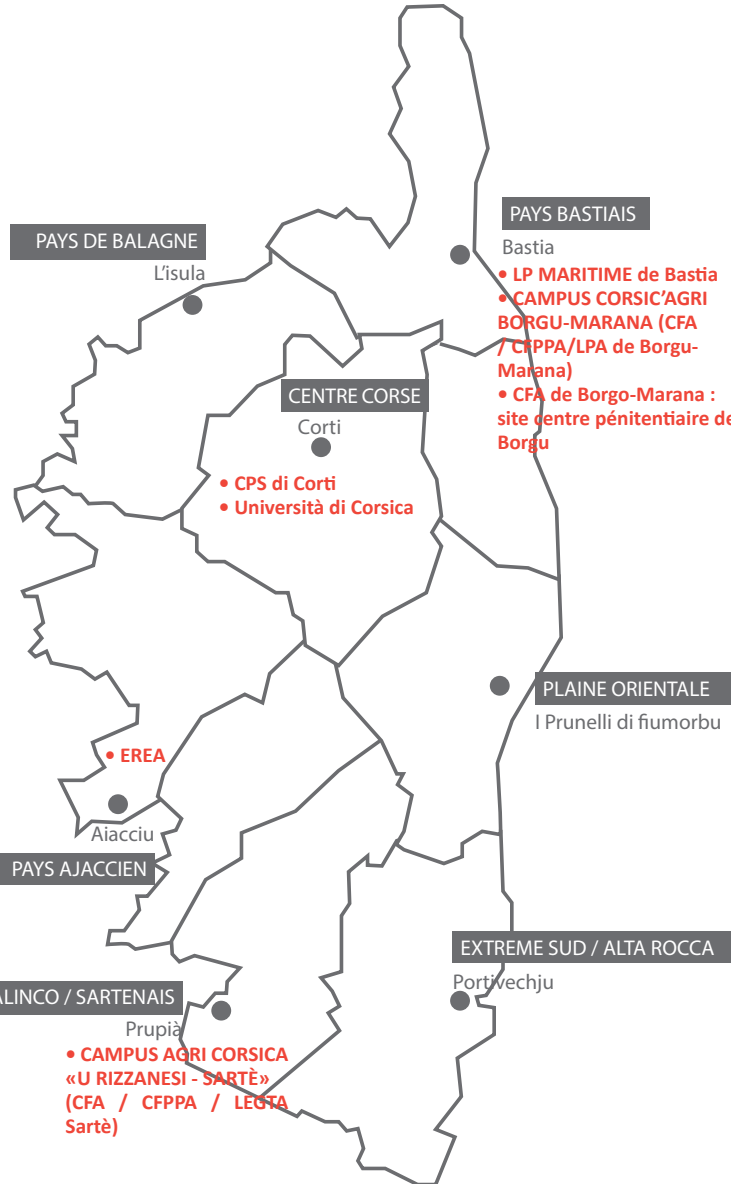 PAYS BASTIAIS
Bastia
• LP MARITIME de Bastia
• CAMPUS CORSIC'AGRI
BORGU-MARANA (CFA
/ CFPPA/LPA de Borgu-
Marana)
• CFA de Borgo-Marana :
site centre pénitentiaire de
Borgu
PAYS DE BALAGNE
L'isula
CENTRE CORSE
Corti
• CPS di Corti
• Università di Corsica
PLAINE ORIENTALE
I Prunelli di fiumorbu
• EREA
Aiacciu
PAYS AJACCIEN
EXTREME SUD / ALTA ROCCA
Portivechju
ALINCO / SARTENAIS
Prupià
• CAMPUS AGRI CORSICA
«U RIZZANESI - SARTÈ»
(CFA / CFPPA / LEGTA
Sartè)